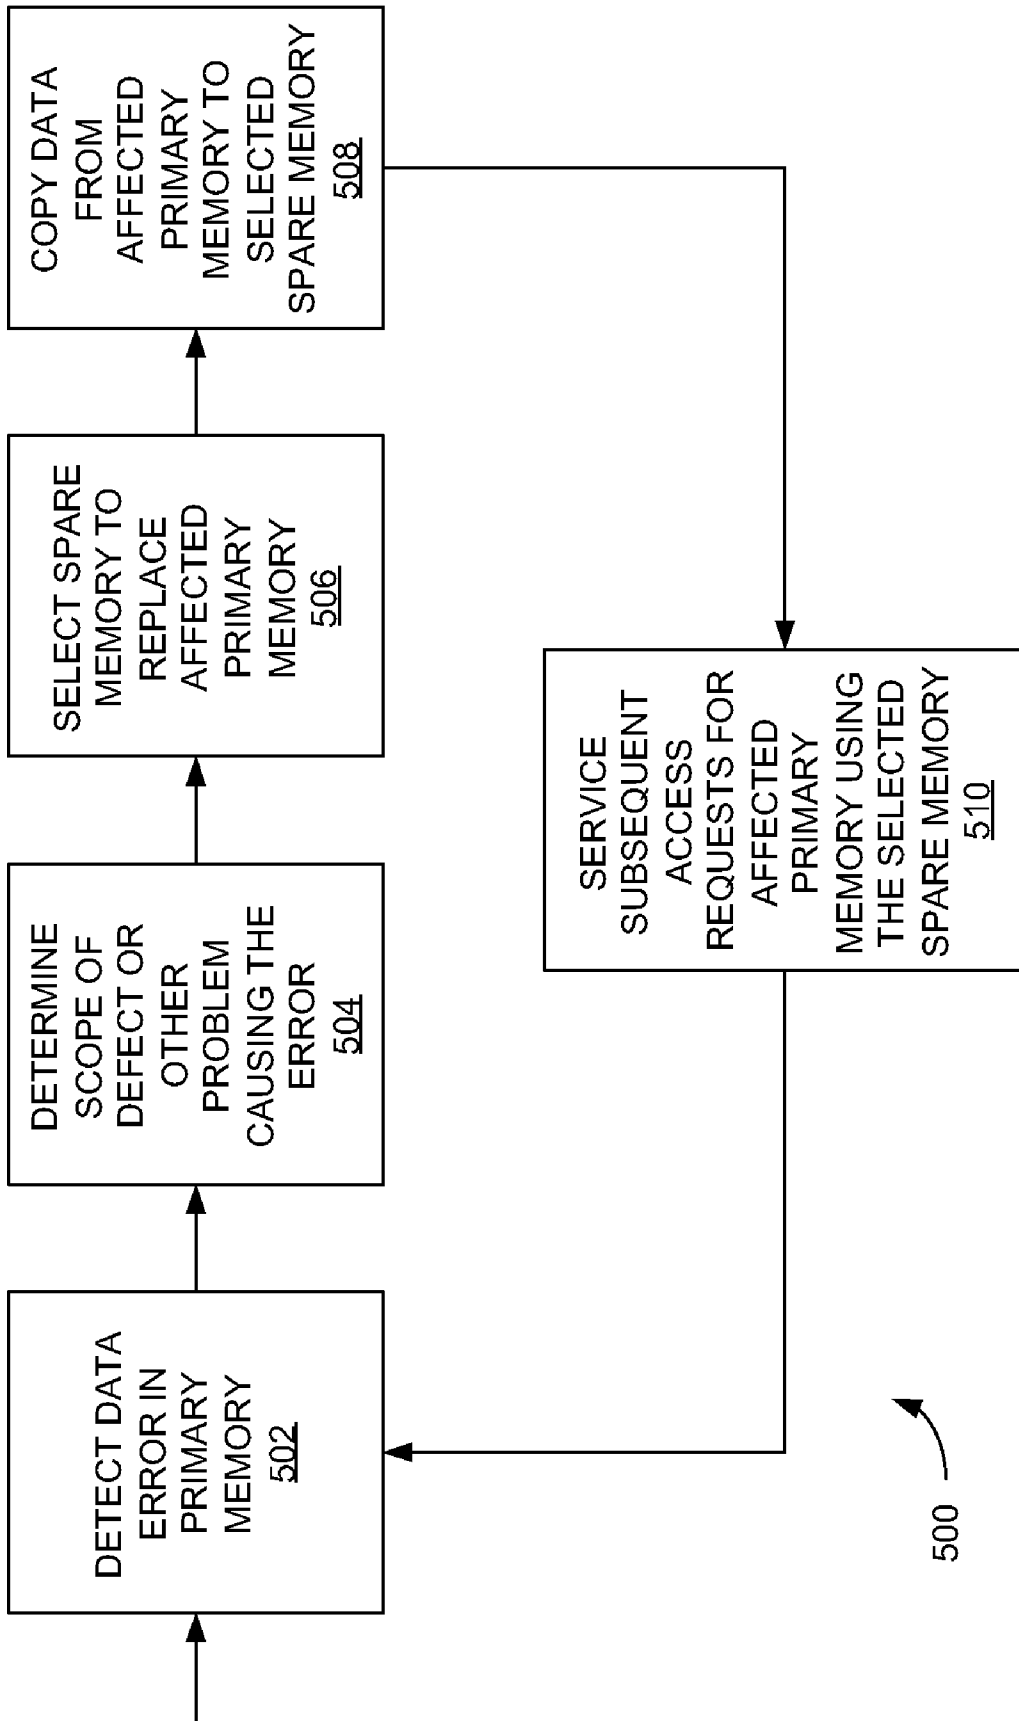 DETECT DATA
ERROR IN
PRIMARY
MEMORY
502
DETERMINE
SCOPE OF
DEFECT OR
OTHER
PROBLEM
CAUSING THE
ERROR
504
SELECT SPARE
MEMORY TO
REPLACE
AFFECTED
PRIMARY
MEMORY
506
COPY DATA
FROM
AFFECTED
PRIMARY
MEMORY TO
SELECTED
SPARE MEMORY
508
SERVICE
SUBSEQUENT
ACCESS
REQUESTS FOR
AFFECTED
PRIMARY
MEMORY USING
THE SELECTED
SPARE MEMORY
510
500